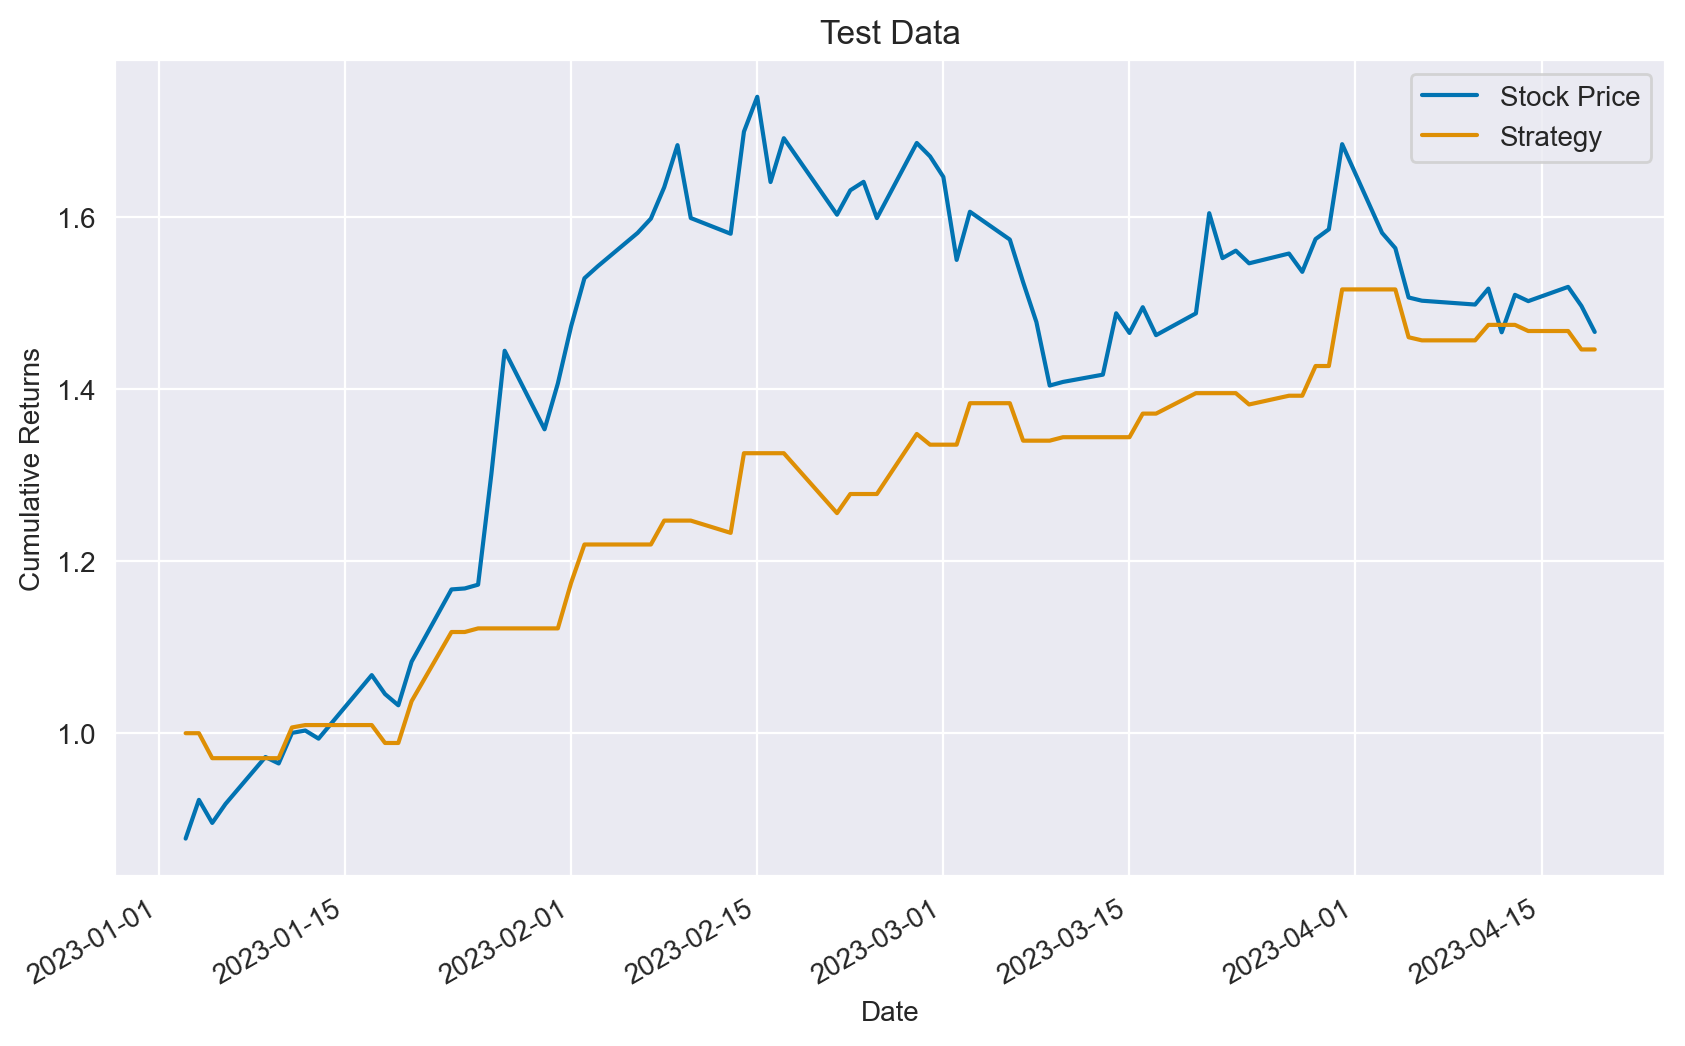 Test Data
Stock Price
Strategy
Cumulative Returns
1.6
1.4
1.2
1.0
2023-01-01
2023-01-15
2023-02-01
2023-02-15
2023-03-01
2023-03-15
2023-04-01
2023-04-15
Date